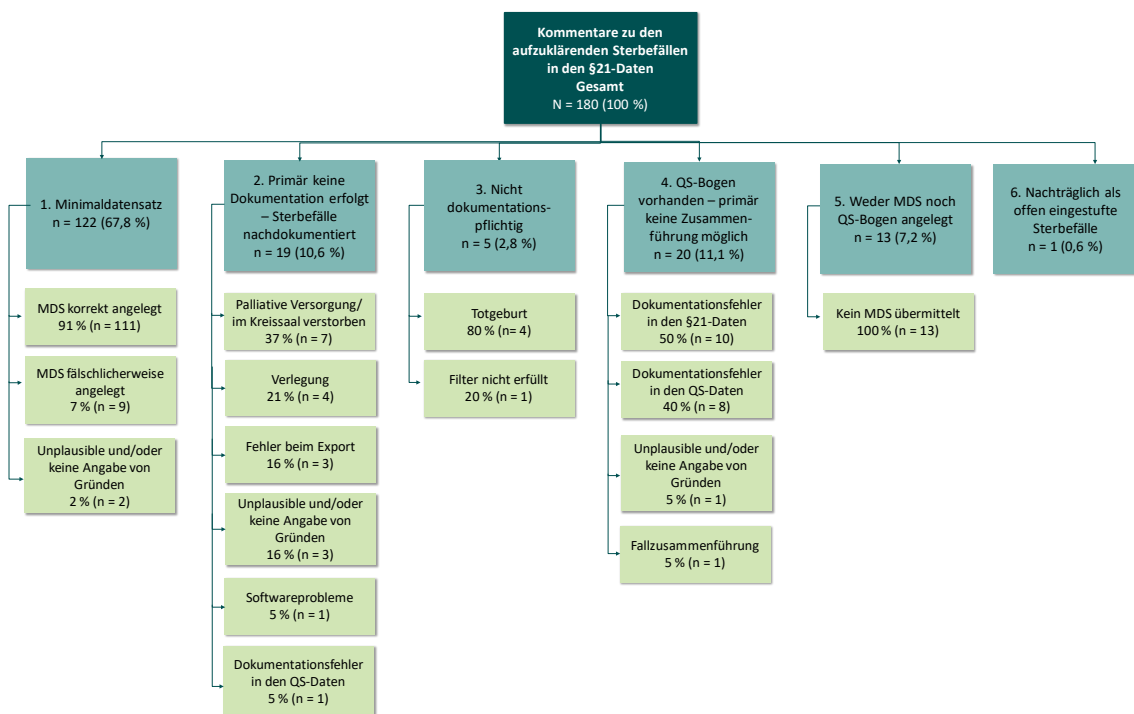 Kommentare zu den
aufzuklärenden Sterbefällen
in den §21-Daten
Gesamt
N = 180 (100 %)
1. Minimaldatensatz
n = 122 (67,8 %)
2. Primär keine
Dokumentation erfolgt
– Sterbefälle
nachdokumentiert
n = 19 (10,6 %)
3. Nicht
dokumentations-
pflichtig
n = 5 (2,8 %)
4. QS-Bogen
vorhanden – primär
keine Zusammen-
führung möglich
n = 20 (11,1 %)
5. Weder MDS noch
QS-Bogen angelegt
n = 13 (7,2 %)
6. Nachträglich als
offen eingestufte
Sterbefälle
n = 1 (0,6 %)
MDS korrekt angelegt
91 % (n = 111)
MDS fälschlicherweise
angelegt
7 % (n = 9)
Unplausible und/oder
keine Angabe von
Gründen
2 % (n = 2)
Palliative Versorgung/
im Kreissaal verstorben
37 % (n = 7)
Verlegung
21 % (n = 4)
Fehler beim Export
16 % (n = 3)
Unplausible und/oder
keine Angabe von
Gründen
16 % (n = 3)
Softwareprobleme
5 % (n = 1)
Dokumentationsfehler
in den QS-Daten
5 % (n = 1)
Totgeburt
80 % (n= 4)
Filter nicht erfüllt
20 % (n = 1)
Dokumentationsfehler
in den §21-Daten
50 % (n = 10)
Dokumentationsfehler
in den QS-Daten
40 % (n = 8)
Unplausible und/oder
keine Angabe von
Gründen
5 % (n = 1)
Fallzusammenführung
5 % (n = 1)
Kein MDS übermittelt
100 % (n = 13)